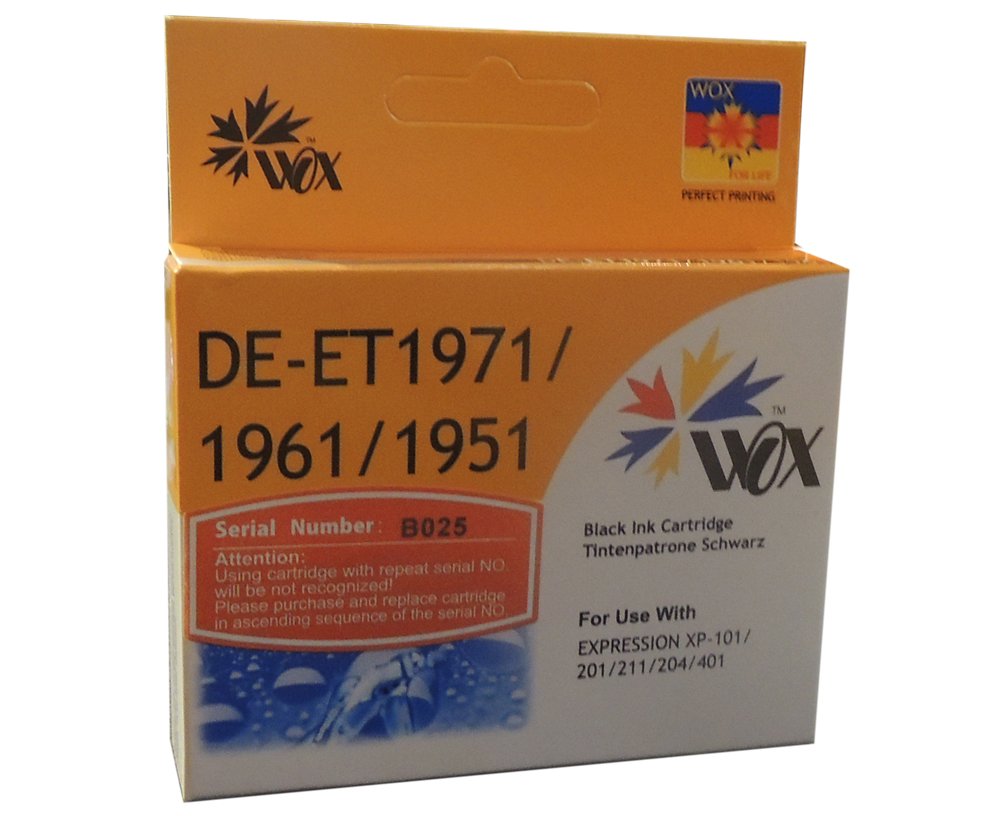 WOX
TM
WOX
FOR LIFE
PERFECT PRINTING
DE-ET1971/
1961/1951
TM
WOX
Serial Number: B025
Attention:
Using cartridge with repeat serial NO.
will be not recognized!
Please purchase and replace cartridge
in ascending sequence of the serial NO.
Black Ink Cartridge
Tintenpatrone Schwarz
For Use With
EXPRESSION XP-101/
201/211/204/401